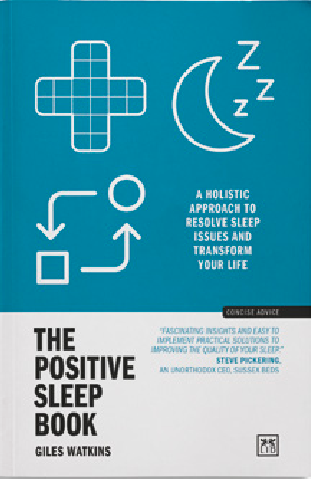 Z
Z
Z
A HOLISTIC
APPROACH TO
RESOLVE SLEEP
ISSUES AND
TRANSFORM
YOUR LIFE
CONCISE ADVICE
THE
POSITIVE
SLEEP
BOOK
GILES WATKINS
"FASCINATING INSIGHTS AND EASY TO
IMPLEMENT PRACTICAL SOLUTIONS TO
IMPROVING THE QUALITY OF YOUR SLEEP."
STEVE PICKERING,
AN UNORTHODOX CEO, SUSSEX BEDS
LID